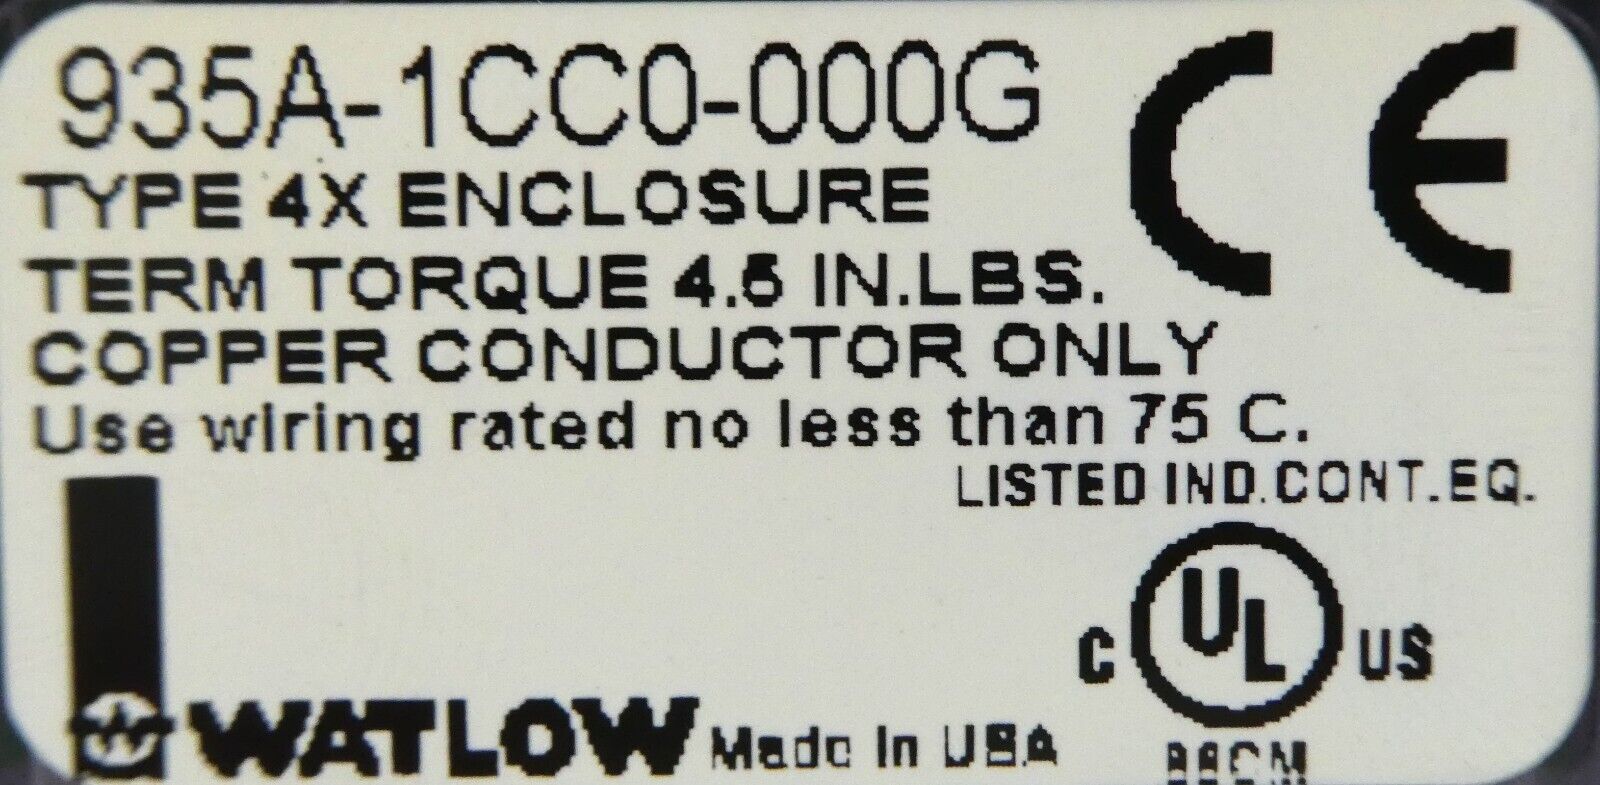 935A-1CC0-000G
CE
TYPE 4X ENCLOSURE
TERM TORQUE 4.5 IN.LBS.
COPPER CONDUCTOR ONLY
Use wiring rated no less than 75 C.
LISTED IND.CONT.EQ.
C UL US
W WATLOW Made In USA